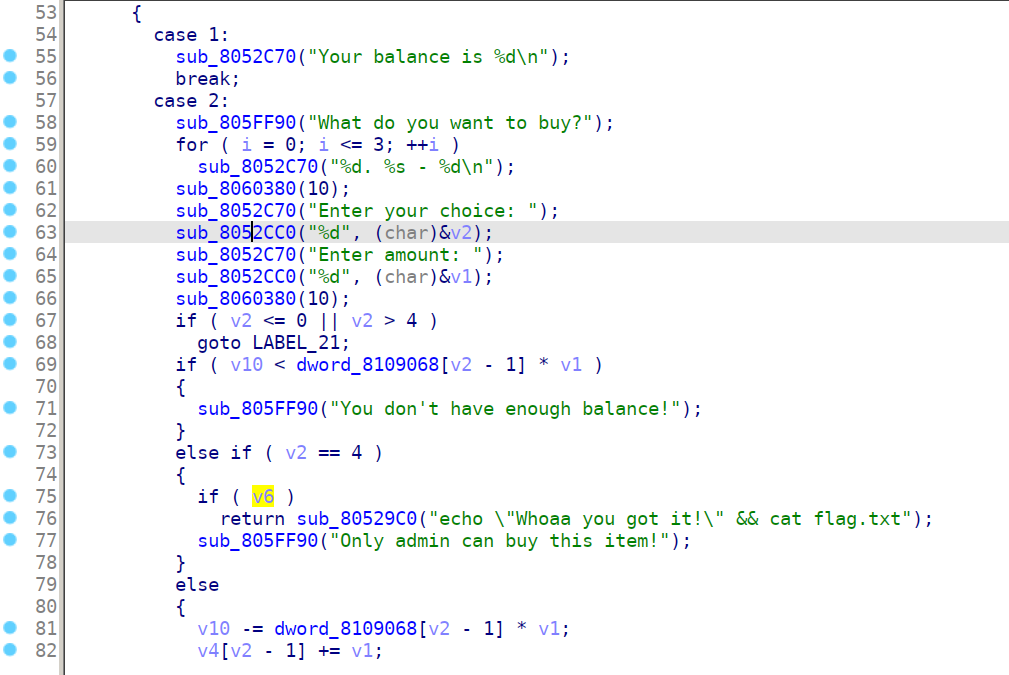 53 {
54 case 1:
55 sub_8052C70("Your balance is %d\n");
56 break;
57 case 2:
58 sub_805FF90("What do you want to buy?");
59 for ( i = 0; i <= 3; ++i )
60 sub_8052C70("%d. %s - %d\n");
61 sub_8060380(10);
62 sub_8052C70("Enter your choice: ");
63 sub_8052CC0("%d", (char)&v2);
64 sub_8052C70("Enter amount: ");
65 sub_8052CC0("%d", (char)&v1);
66 sub_8060380(10);
67 if ( v2 <= 0 || v2 > 4 )
68 goto LABEL_21;
69 if ( v10 < dword_8109068[v2 - 1] * v1 )
70 {
71 sub_805FF90("You don't have enough balance!");
72 }
73 else if ( v2 == 4 )
74 {
75 if ( v6 )
76 return sub_80529C0("echo \"Whoaa you got it!\" && cat flag.txt");
77 sub_805FF90("Only admin can buy this item!");
78 }
79 else
80 {
81 v10 -= dword_8109068[v2 - 1] * v1;
82 v4[v2 - 1] += v1;